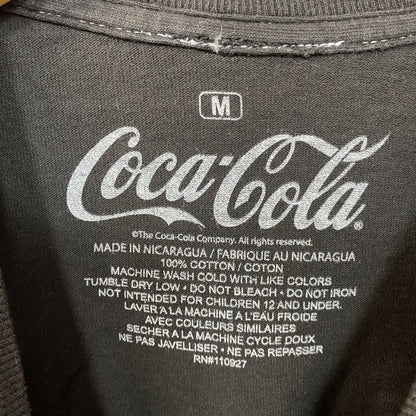 M
Coca-Cola®
©The Coca-Cola Company. All rights reserved.
MADE IN NICARAGUA / FABRIQUE AU NICARAGUA
100% COTTON / COTON
MACHINE WASH COLD WITH LIKE COLORS
TUMBLE DRY LOW • DO NOT BLEACH • DO NOT IRON
NOT INTENDED FOR CHILDREN 12 AND UNDER.
LAVER A LA MACHINE A L'EAU FROIDE
AVEC COULEURS SIMILAIRES
SECHER A LA MACHINE CYCLE DOUX
NE PAS JAVELLISER • NE PAS REPASSER
RN#110927